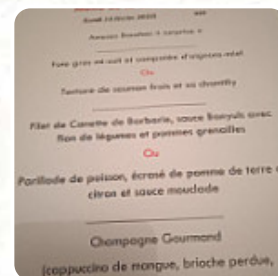 Foie gras mi-cuit et compotée d'oignons miel
Ou
Tartare de saumon frais et sa chantilly
Filet de Canette de Barbarie, sauce Banyuls avec
flan de légumes et pommes grenailles
Ou
Parillade de poisson, écrasé de pomme de terre
citron et sauce mouclade
Champagne Gourmand
(cappuccino de mangue, brioche perdue,